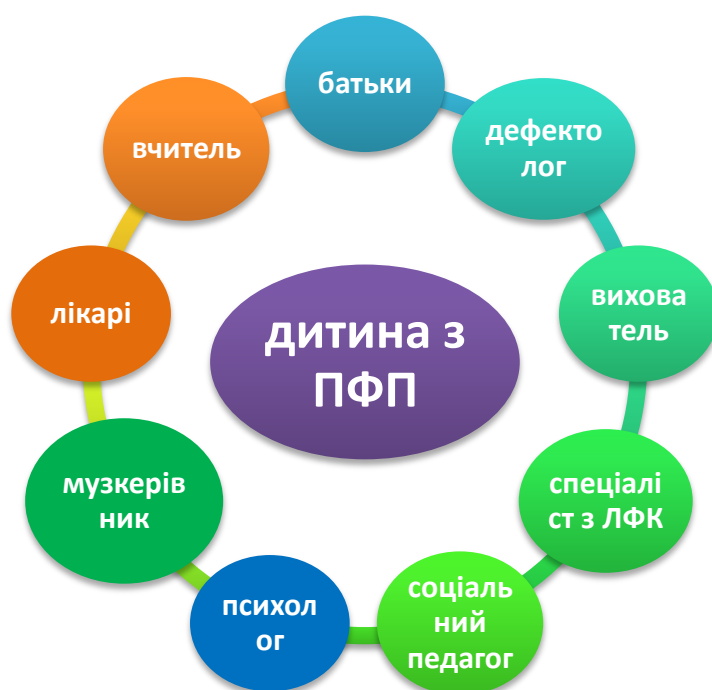 батьки
дефекто
лог
вихова
тель
спеціалі
ст з ЛФК
соціаль
ний
педагог
психол
ог
музкерів
ник
лікарі
вчитель
дитина з
ПФП